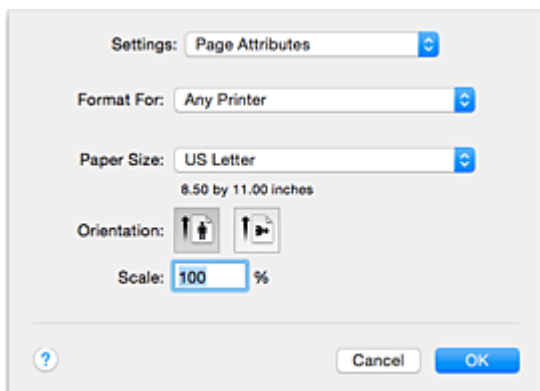 Settings: Page Attributes
Format For: Any Printer
Paper Size: US Letter
8.50 by 11.00 inches
Orientation:
Scale: 100 %
? Cancel OK